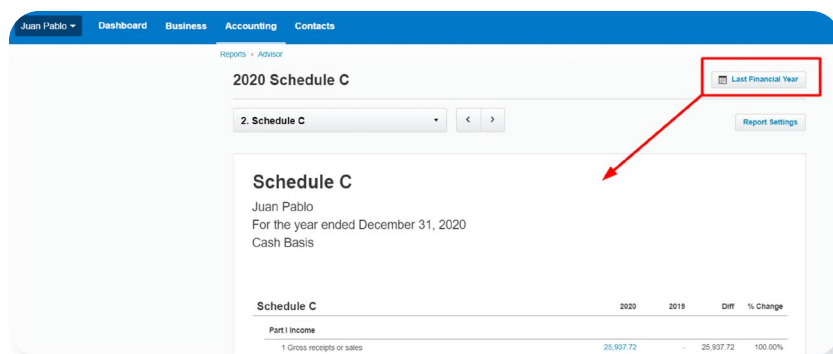 Juan Pablo Dashboard Business Accounting Contacts
Reports › Advisor
2020 Schedule C
Last Financial Year
2. Schedule C
Report Settings
Schedule C
Juan Pablo
For the year ended December 31, 2020
Cash Basis
Schedule C 2020 2019 Diff % Change
Part I Income
1 Gross receipts or sales 25,937.72 - 25,937.72 100.00%